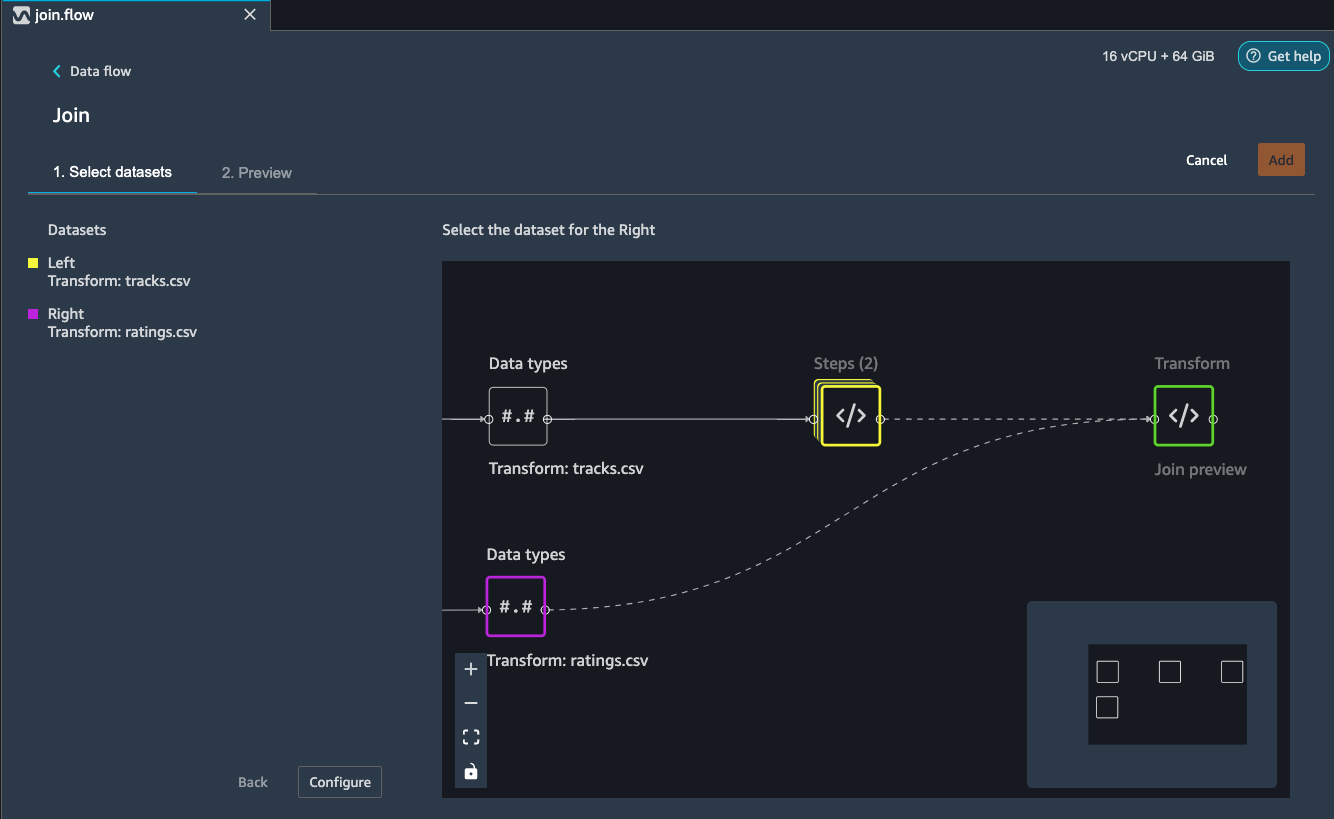 join.flow
16 vCPU + 64 GiB
Get help
Data flow
Join
1. Select datasets
2. Preview
Cancel
Add
Datasets
Select the dataset for the Right
Left
Transform: tracks.csv
Right
Transform: ratings.csv
Data types
Steps (2)
Transform
#.#
</>
</>
Transform: tracks.csv
Join preview
Data types
#.#
Transform: ratings.csv
Back
Configure